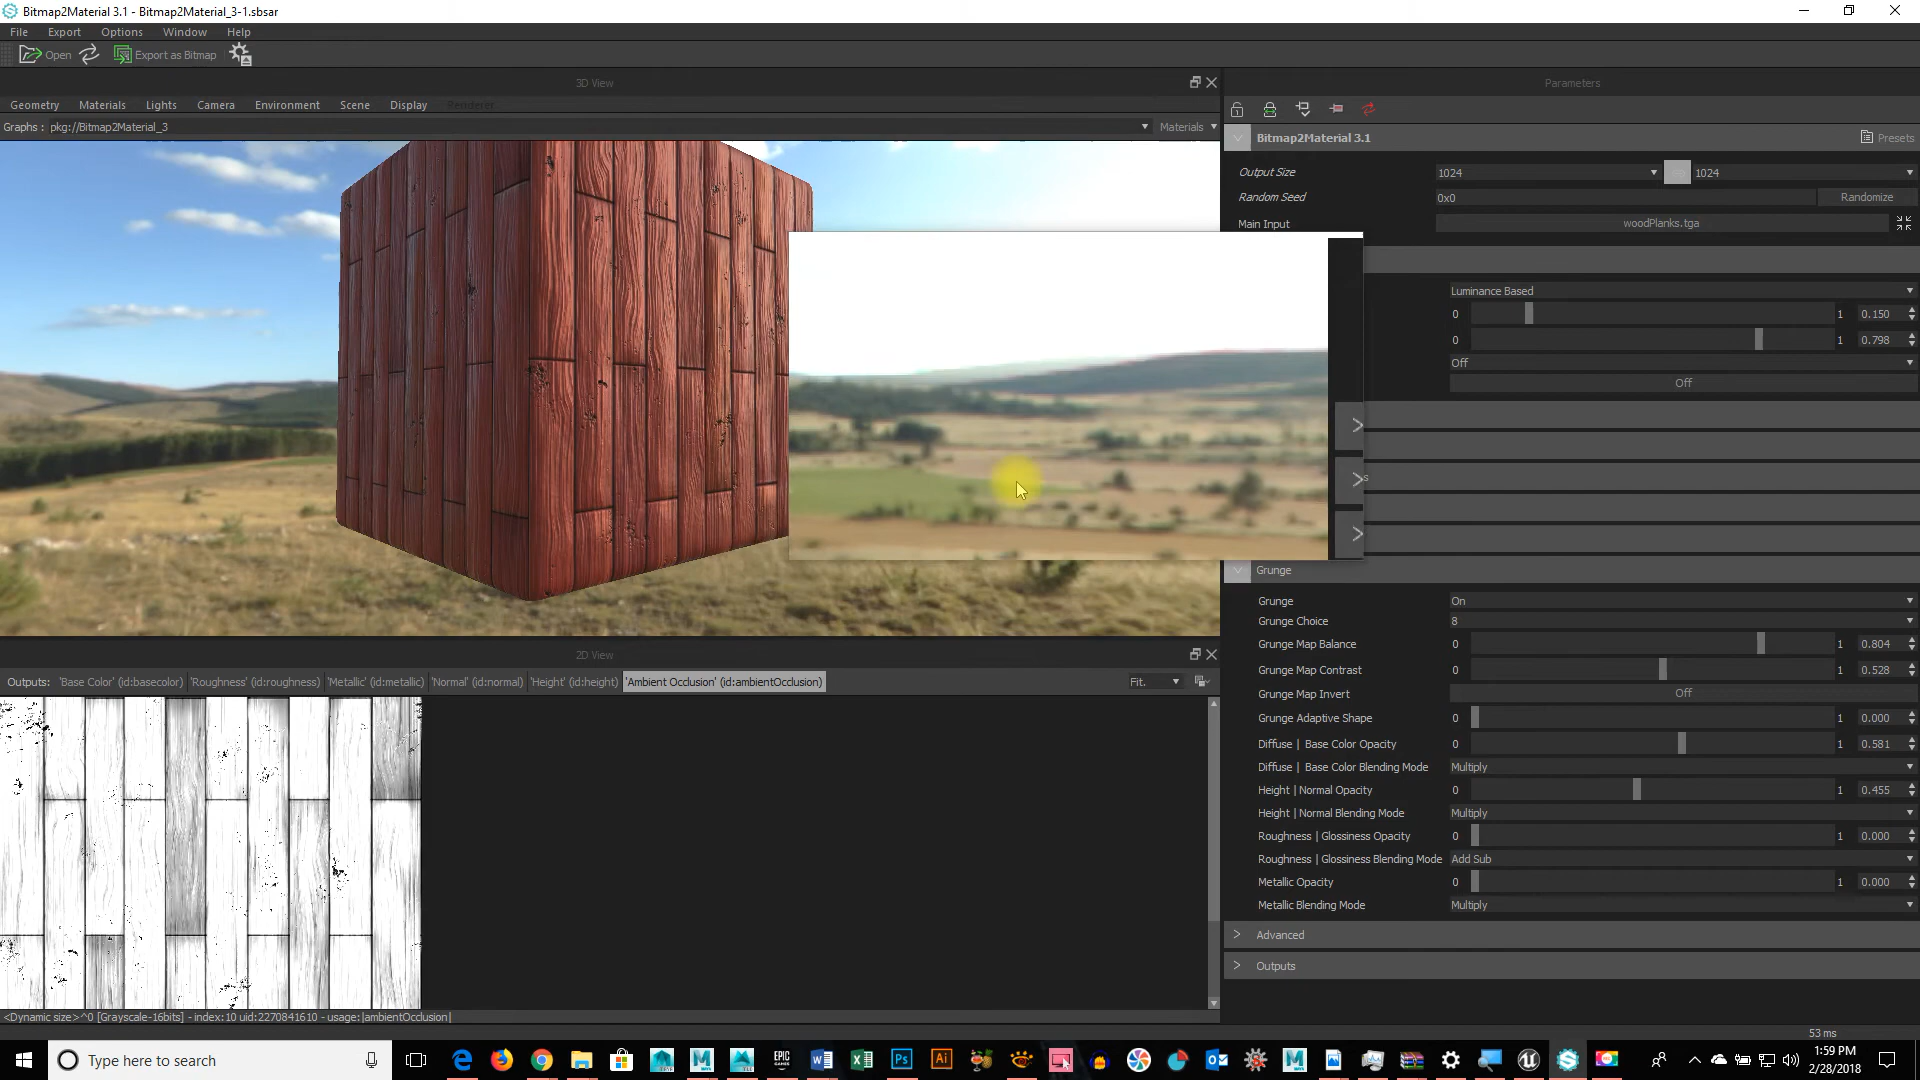 Bitmap2Material 3.1 - Bitmap2Material_3-1.sbsar
File Export Options Window Help
Open Export as Bitmap
3D View
Parameters
Geometry Materials Lights Camera Environment Scene Display Renderer
Graphs : pkg://Bitmap2Material_3 Materials
Bitmap2Material 3.1 Presets
Output Size 1024 1024
Random Seed 0x0 Randomize
Main Input woodPlanks.tga
Luminance Based
0 1 0.150
0 1 0.798
Off
Off
s
Grunge
Grunge On
Grunge Choice 8
Grunge Map Balance 0 1 0.804
Grunge Map Contrast 0 1 0.528
Grunge Map Invert Off
Grunge Adaptive Shape 0 1 0.000
Diffuse | Base Color Opacity 0 1 0.581
Diffuse | Base Color Blending Mode Multiply
Height | Normal Opacity 0 1 0.455
Height | Normal Blending Mode Multiply
Roughness | Glossiness Opacity 0 1 0.000
Roughness | Glossiness Blending Mode Add Sub
Metallic Opacity 0 1 0.000
Metallic Blending Mode Multiply
Advanced
Outputs
2D View
Outputs: 'Base Color' (id:basecolor) 'Roughness' (id:roughness) 'Metallic' (id:metallic) 'Normal' (id:normal) 'Height' (id:height) 'Ambient Occlusion' (id:ambientOcclusion) Fit.
<Dynamic size>^0 [Grayscale-16bits] - index:10 uid:2270841610 - usage:|ambientOcclusion|
53 ms
Type here to search
1:59 PM
2/28/2018